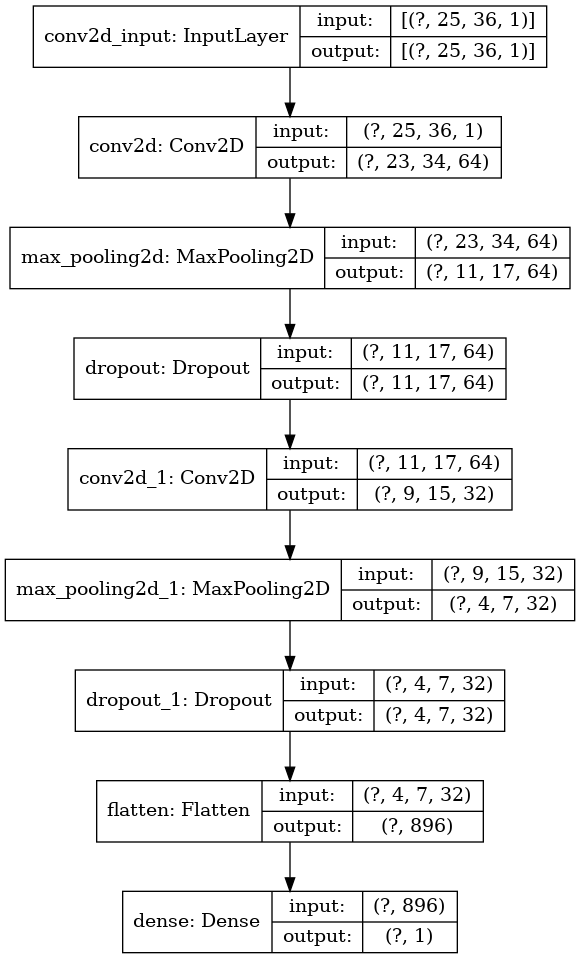 conv2d_input: InputLayer
input: [(?, 25, 36, 1)]
output: [(?, 25, 36, 1)]
conv2d: Conv2D
input: (?, 25, 36, 1)
output: (?, 23, 34, 64)
max_pooling2d: MaxPooling2D
input: (?, 23, 34, 64)
output: (?, 11, 17, 64)
dropout: Dropout
input: (?, 11, 17, 64)
output: (?, 11, 17, 64)
conv2d_1: Conv2D
input: (?, 11, 17, 64)
output: (?, 9, 15, 32)
max_pooling2d_1: MaxPooling2D
input: (?, 9, 15, 32)
output: (?, 4, 7, 32)
dropout_1: Dropout
input: (?, 4, 7, 32)
output: (?, 4, 7, 32)
flatten: Flatten
input: (?, 4, 7, 32)
output: (?, 896)
dense: Dense
input: (?, 896)
output: (?, 1)